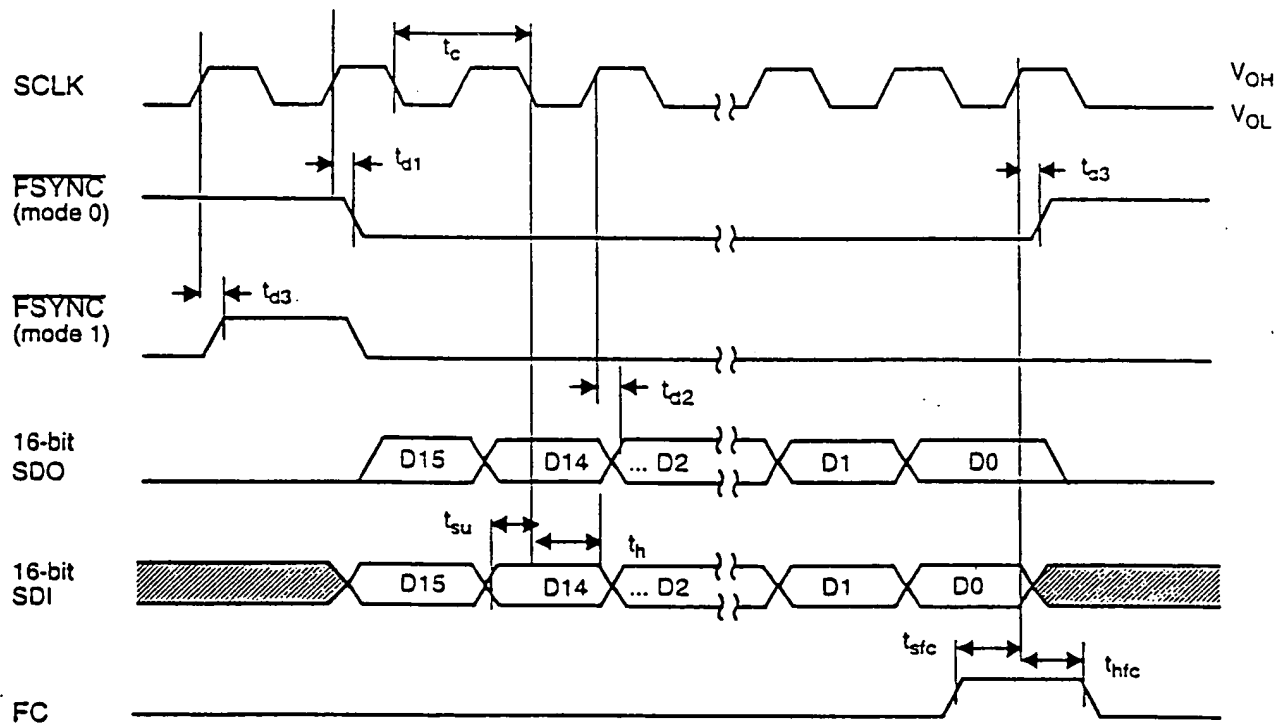 t_c
SCLK
V_OH
V_OL
t_d1
t_d3
FSYNC
(mode 0)
FSYNC
(mode 1)
t_d3
t_d2
16-bit
SDO
D15
D14
... D2
D1
D0
t_su
t_h
16-bit
SDI
D15
D14
... D2
D1
D0
t_sfc
t_hfc
FC